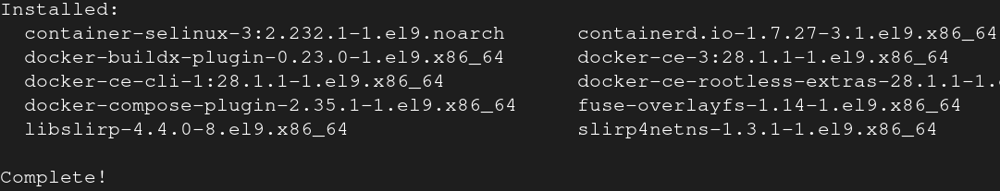 Installed:
container-selinux-3:2.232.1-1.el9.noarch containerd.io-1.7.27-3.1.el9.x86_64
docker-buildx-plugin-0.23.0-1.el9.x86_64 docker-ce-3:28.1.1-1.el9.x86_64
docker-ce-cli-1:28.1.1-1.el9.x86_64 docker-ce-rootless-extras-28.1.1-1.
docker-compose-plugin-2.35.1-1.el9.x86_64 fuse-overlayfs-1.14-1.el9.x86_64
libslirp-4.4.0-8.el9.x86_64 slirp4netns-1.3.1-1.el9.x86_64
Complete!